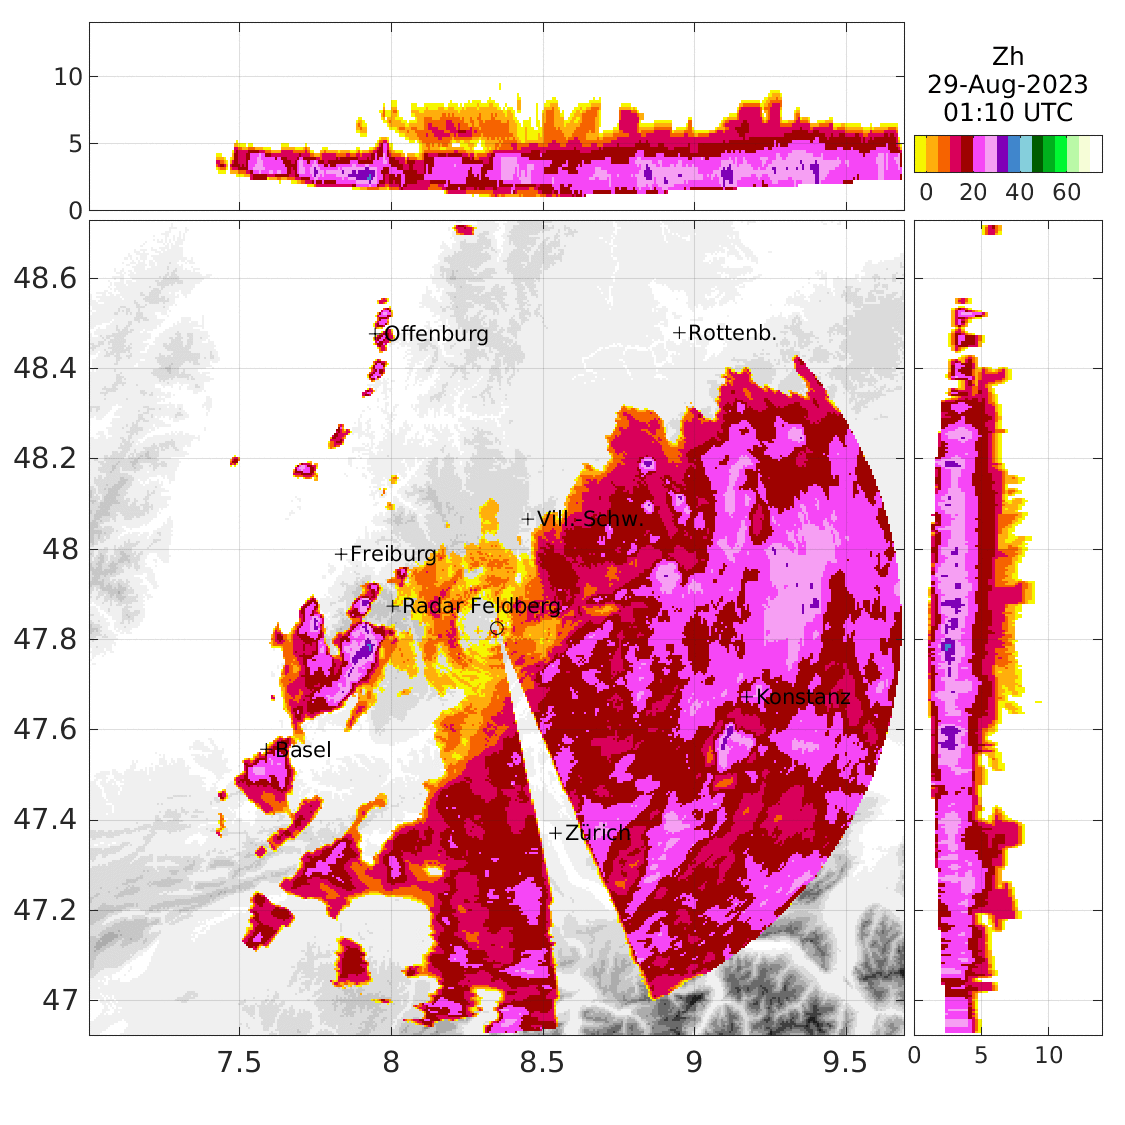 10
5
0
Zh
29-Aug-2023
01:10 UTC
0 20 40 60
48.6
48.4
48.2
48
47.8
47.6
47.4
47.2
47
+Offenburg
+Rottenb.
+Vill.-Schw.
+Freiburg
+Radar Feldberg
+Konstanz
+Basel
+Zürich
7.5 8 8.5 9 9.5
0 5 10